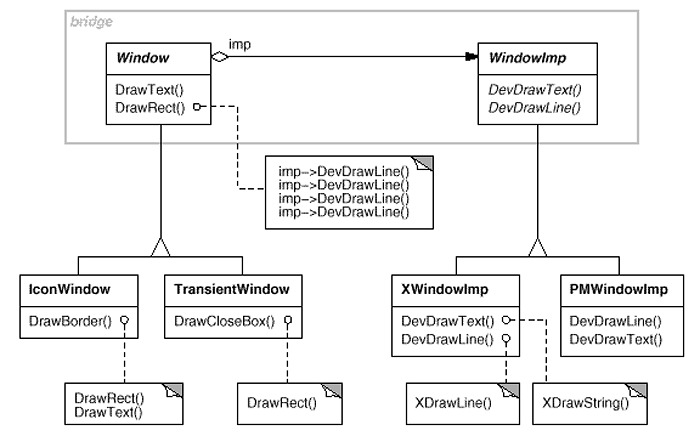 bridge
imp
Window
DrawText()
DrawRect()
WindowImp
DevDrawText()
DevDrawLine()
imp->DevDrawLine()
imp->DevDrawLine()
imp->DevDrawLine()
imp->DevDrawLine()
IconWindow
DrawBorder()
TransientWindow
DrawCloseBox()
XWindowImp
DevDrawText()
DevDrawLine()
PMWindowImp
DevDrawLine()
DevDrawText()
DrawRect()
DrawText()
DrawRect()
XDrawLine()
XDrawString()